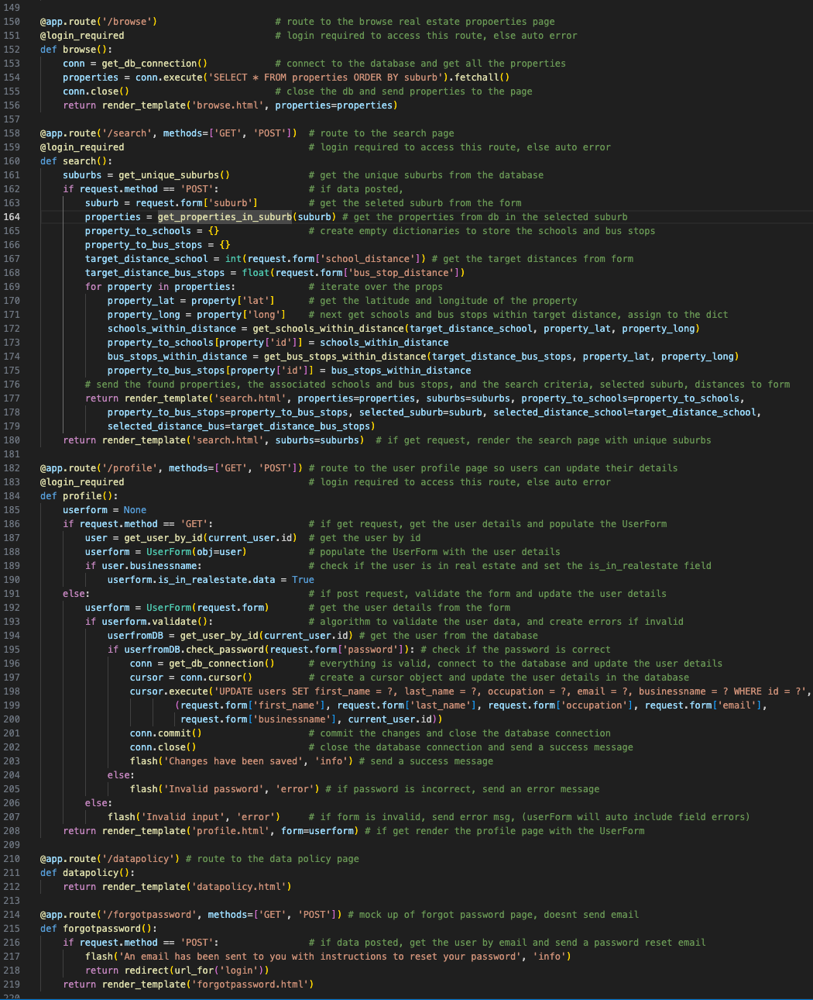 149
150 @app.route('/browse') # route to the browse real estate propoerties page
151 @login_required # login required to access this route, else auto error
152 def browse():
153 conn = get_db_connection() # connect to the database and get all the properties
154 properties = conn.execute('SELECT * FROM properties ORDER BY suburb').fetchall()
155 conn.close() # close the db and send properties to the page
156 return render_template('browse.html', properties=properties)
157
158 @app.route('/search', methods=['GET', 'POST']) # route to the search page
159 @login_required # login required to access this route, else auto error
160 def search():
161 suburbs = get_unique_suburbs() # get the unique suburbs from the database
162 if request.method == 'POST': # if data posted,
163 suburb = request.form['suburb'] # get the seleted suburb from the form
164 properties = get_properties_in_suburb(suburb) # get the properties from db in the selected suburb
165 property_to_schools = {} # create empty dictionaries to store the schools and bus stops
166 property_to_bus_stops = {}
167 target_distance_school = int(request.form['school_distance']) # get the target distances from form
168 target_distance_bus_stops = float(request.form['bus_stop_distance'])
169 for property in properties: # iterate over the props
170 property_lat = property['lat'] # get the latitude and longitude of the property
171 property_long = property['long'] # next get schools and bus stops within target distance, assign to the dict
172 schools_within_distance = get_schools_within_distance(target_distance_school, property_lat, property_long)
173 property_to_schools[property['id']] = schools_within_distance
174 bus_stops_within_distance = get_bus_stops_within_distance(target_distance_bus_stops, property_lat, property_long)
175 property_to_bus_stops[property['id']] = bus_stops_within_distance
176 # send the found properties, the associated schools and bus stops, and the search criteria, selected suburb, distances to form
177 return render_template('search.html', properties=properties, suburbs=suburbs, property_to_schools=property_to_schools,
178 property_to_bus_stops=property_to_bus_stops, selected_suburb=suburb, selected_distance_school=target_distance_school,
179 selected_distance_bus=target_distance_bus_stops)
180 return render_template('search.html', suburbs=suburbs) # if get request, render the search page with unique suburbs
181
182 @app.route('/profile', methods=['GET', 'POST']) # route to the user profile page so users can update their details
183 @login_required # login required to access this route, else auto error
184 def profile():
185 userform = None
186 if request.method == 'GET': # if get request, get the user details and populate the UserForm
187 user = get_user_by_id(current_user.id) # get the user by id
188 userform = UserForm(obj=user) # populate the UserForm with the user details
189 if user.businessname: # check if the user is in real estate and set the is_in_realestate field
190 userform.is_in_realestate.data = True
191 else: # if post request, validate the form and update the user details
192 userform = UserForm(request.form) # get the user details from the form
193 if userform.validate(): # algorithm to validate the user data, and create errors if invalid
194 userfromDB = get_user_by_id(current_user.id) # get the user from the database
195 if userfromDB.check_password(request.form['password']): # check if the password is correct
196 conn = get_db_connection() # everything is valid, connect to the database and update the user details
197 cursor = conn.cursor() # create a cursor object and update the user details in the database
198 cursor.execute('UPDATE users SET first_name = ?, last_name = ?, occupation = ?, email = ?, businessname = ? WHERE id = ?',
199 (request.form['first_name'], request.form['last_name'], request.form['occupation'], request.form['email'],
200 request.form['businessname'], current_user.id))
201 conn.commit() # commit the changes and close the database connection
202 conn.close() # close the database connection and send a success message
203 flash('Changes have been saved', 'info') # send a success message
204 else:
205 flash('Invalid password', 'error') # if password is incorrect, send an error message
206 else:
207 flash('Invalid input', 'error') # if form is invalid, send error msg, (userForm will auto include field errors)
208 return render_template('profile.html', form=userform) # if get render the profile page with the UserForm
209
210 @app.route('/datapolicy') # route to the data policy page
211 def datapolicy():
212 return render_template('datapolicy.html')
213
214 @app.route('/forgotpassword', methods=['GET', 'POST']) # mock up of forgot password page, doesnt send email
215 def forgotpassword():
216 if request.method == 'POST': # if data posted, get the user by email and send a password reset email
217 flash('An email has been sent to you with instructions to reset your password', 'info')
218 return redirect(url_for('login'))
219 return render_template('forgotpassword.html')
220